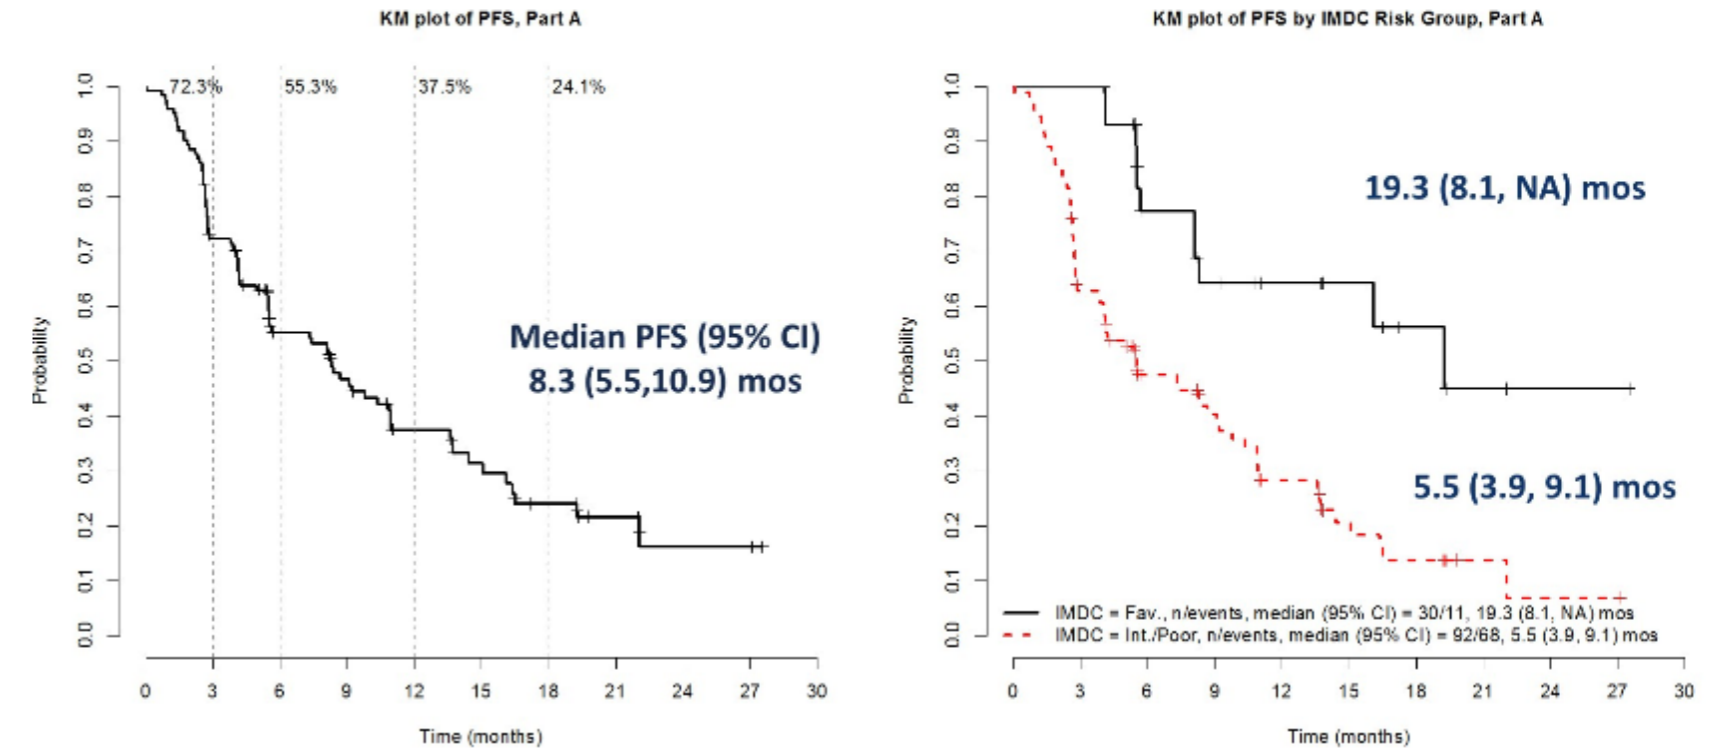 KM plot of PFS, Part A
72.3%
55.3%
37.5%
24.1%
1.0
0.9
0.8
0.7
0.6
0.5
0.4
0.3
0.2
0.1
0.0
Probability
Median PFS (95% CI)
8.3 (5.5,10.9) mos
0 3 6 9 12 15 18 21 24 27 30
Time (months)
KM plot of PFS by IMDC Risk Group, Part A
1.0
0.9
0.8
0.7
0.6
0.5
0.4
0.3
0.2
0.1
0.0
Probability
19.3 (8.1, NA) mos
5.5 (3.9, 9.1) mos
IMDC = Fav., n/events, median (95% CI) = 30/11, 19.3 (8.1, NA) mos
IMDC = Int./Poor, n/events, median (95% CI) = 92/68, 5.5 (3.9, 9.1) mos
0 3 6 9 12 15 18 21 24 27 30
Time (months)